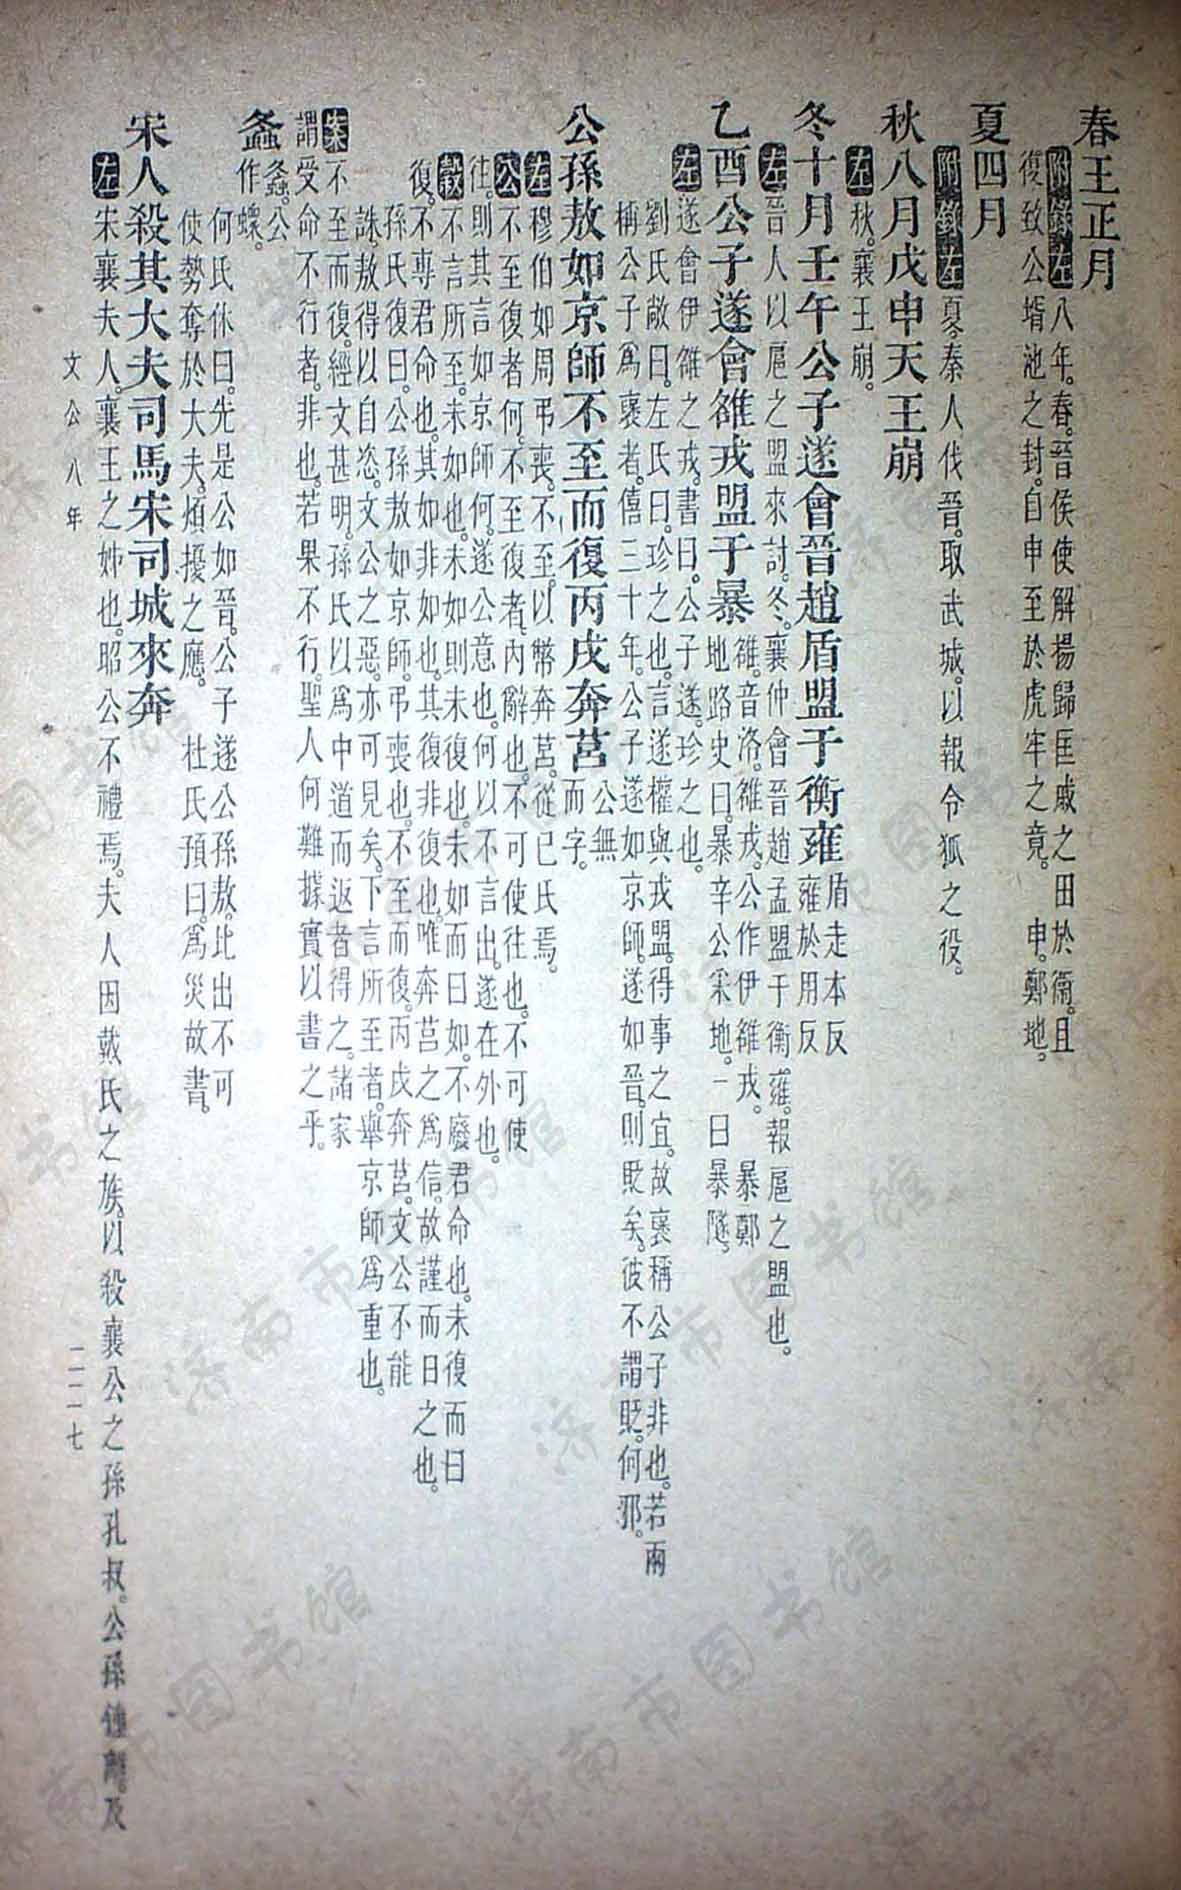 春王正月
附錄左八年。春。晉侯使解揚歸匡戚之田於衞。且
復致公壻池之封。自申至於虎牢之竟。 申。鄭地。
夏四月
附錄左夏。秦人伐晉。取武城。以報令狐之役。
秋八月戊申天王崩
左秋。襄王崩。
冬十月壬午公子遂會晉趙盾盟于衡雍 盾走本反
雍於用反
左晉人以扈之盟來討。冬。襄仲會晉趙孟盟于衡雍。報扈之盟也。
乙酉公子遂會雒戎盟于暴 雒。音洛。雒戎。公作伊雒戎。 暴。鄭
地。路史曰。暴辛公采地。一曰暴隧。
左遂會伊雒之戎。書曰。公子遂。珍之也。
劉氏敞曰。左氏曰。珍之也。言遂權與戎盟。得事之宜。故襃稱公子非也。若兩
稱公子爲襃者。僖三十年。公子遂如京師。遂如晉。則貶矣。彼不謂貶。何邪。
公孫敖如京師不至而復丙戌奔莒 公無
而字。
左穆伯如周弔喪。不至。以幣奔莒。從己氏焉。
公不至復者何。不至復者。內辭也。不可使往也。不可使
往。則其言如京師何。遂公意也。何以不言出。遂在外也。
穀不言所至。未如也。未如則未復也。未如而曰如。不廢君命也。未復而曰
復。不專君命也。其如非如也。其復非復也。唯奔莒之爲信。故謹而日之也。
孫氏復曰。公孫敖如京師。弔喪也。不至而復。丙戌奔莒。文公不能
誅。敖得以自恣。文公之惡。亦可見矣。下言所至者。舉京師爲重也。
案不至而復。經文甚明。孫氏以爲中道而返者得之。諸家
謂受命不行者。非也。若果不行。聖人何難據實以書之乎。
螽 螽。公
作蝝。
何氏休曰。先是公如晉。公子遂公孫敖。比出不可
使。勢奪於大夫。煩擾之應。 杜氏預曰。爲災故書。
宋人殺其大夫司馬宋司城來奔
左宋襄夫人。襄王之姊也。昭公不禮焉。夫人因戴氏之族。以殺襄公之孫孔叔。公孫鍾離。及
文公八年
二二七